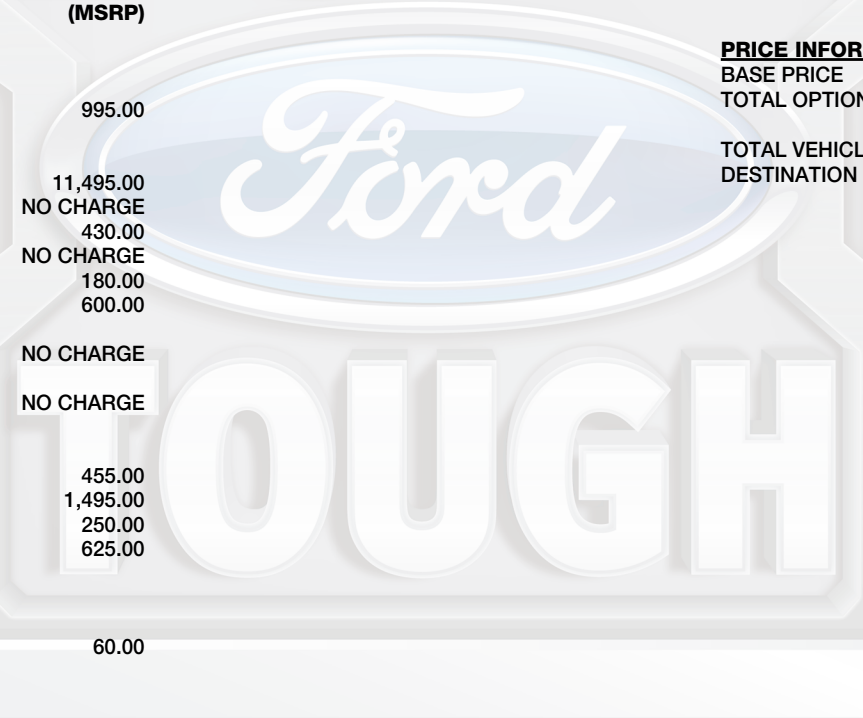 (MSRP)
995.00
11,495.00
NO CHARGE
430.00
NO CHARGE
180.00
600.00
NO CHARGE
NO CHARGE
455.00
1,495.00
250.00
625.00
60.00
PRICE INFOR
BASE PRICE
TOTAL OPTION
TOTAL VEHICL
DESTINATION
Ford
TOUGH